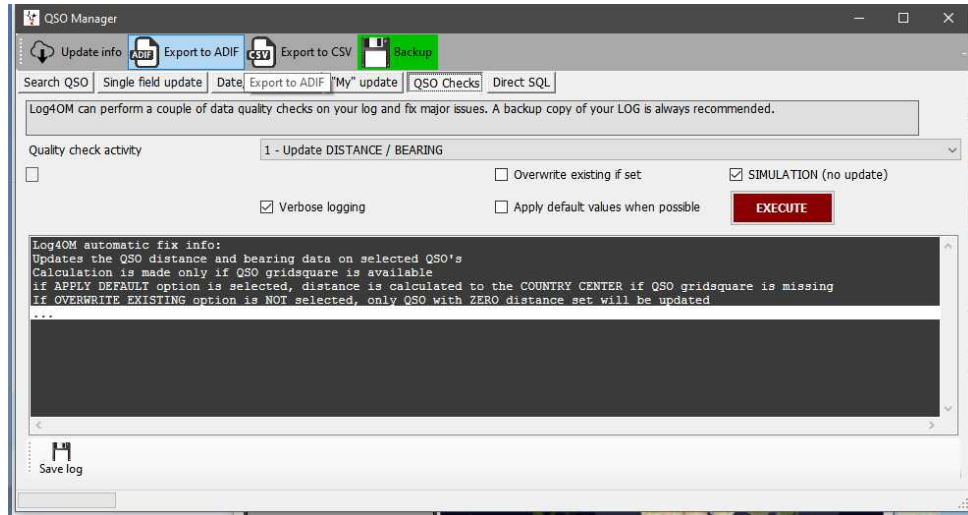 QSO Manager
Update info ADIF Export to ADIF CSV Export to CSV Backup
Search QSO Single field update Date, Export to ADIF "My" update QSO Checks Direct SQL
Log4OM can perform a couple of data quality checks on your log and fix major issues. A backup copy of your LOG is always recommended.
Quality check activity 1 - Update DISTANCE / BEARING
Overwrite existing if set SIMULATION (no update)
Verbose logging Apply default values when possible EXECUTE
Log4OM automatic fix info:
Updates the QSO distance and bearing data on selected QSO's
Calculation is made only if QSO gridsquare is available
if APPLY DEFAULT option is selected, distance is calculated to the COUNTRY CENTER if QSO gridsquare is missing
If OVERWRITE EXISTING option is NOT selected, only QSO with ZERO distance set will be updated
...
Save log